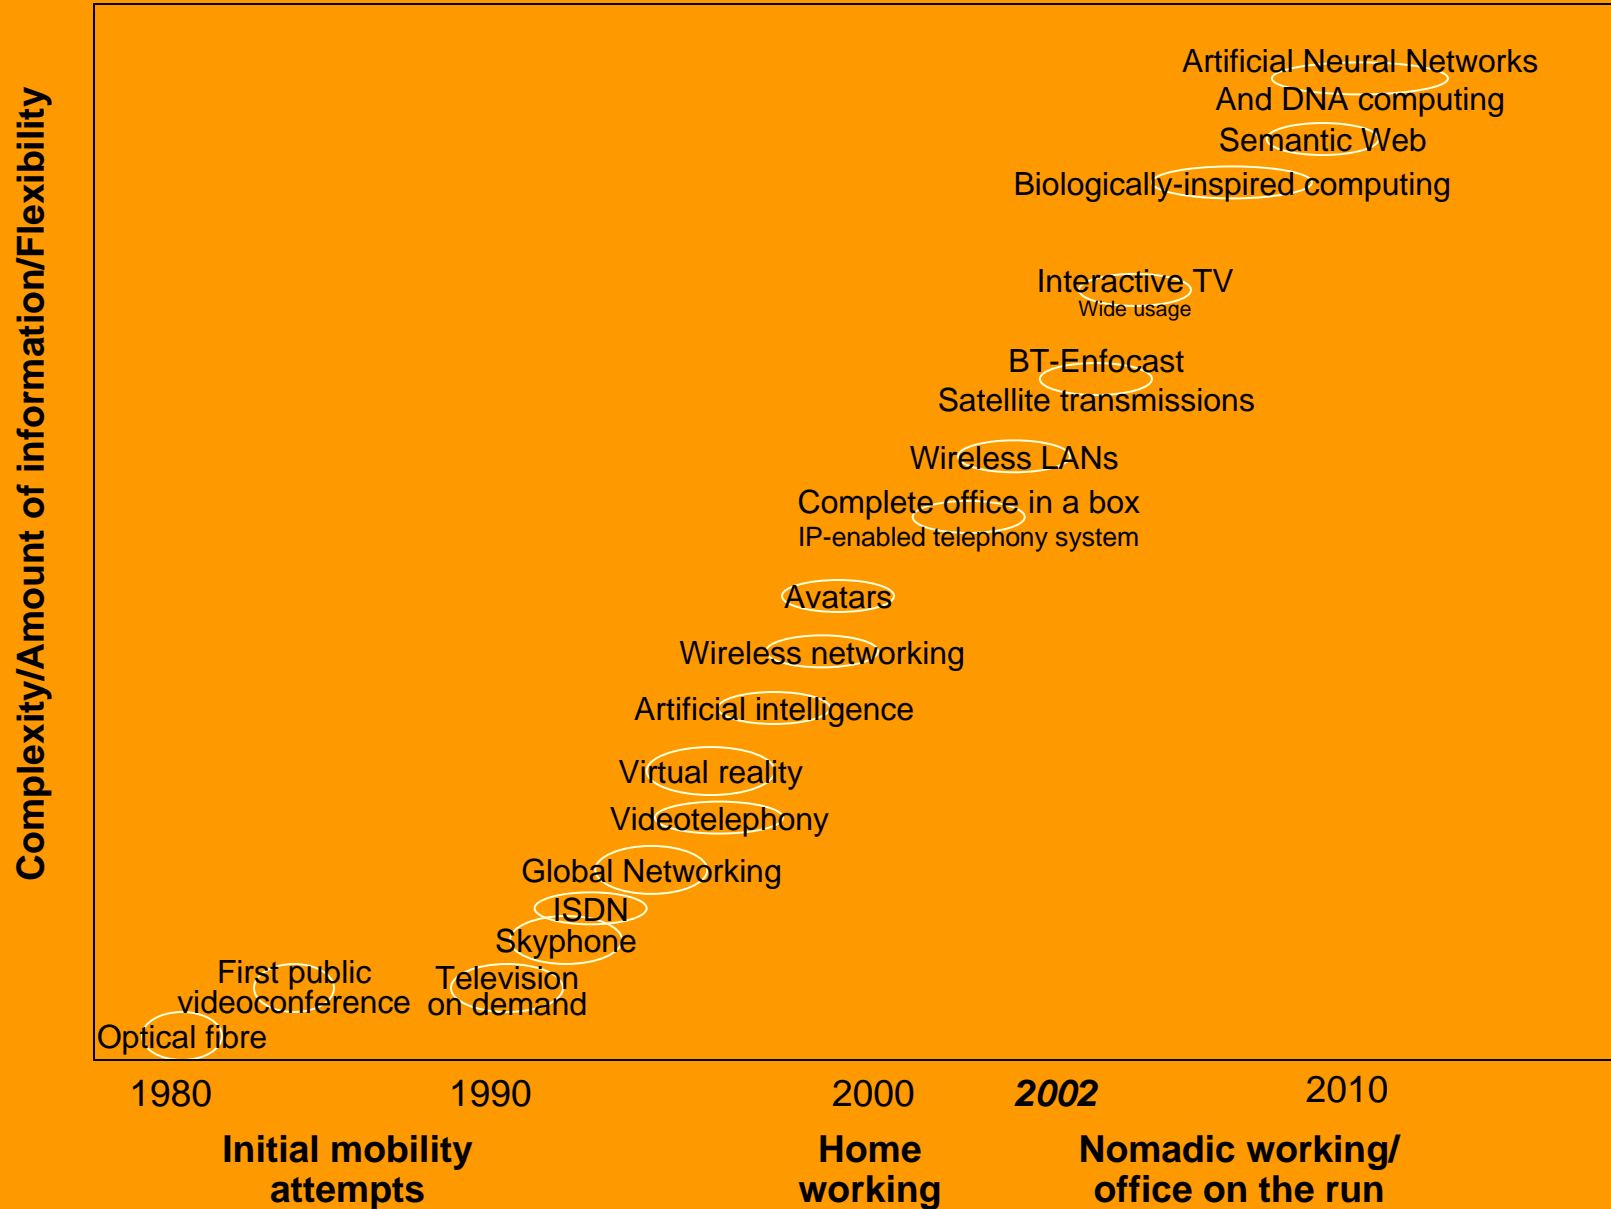 Complexity/Amount of information/Flexibility
Artificial Neural Networks
And DNA computing
Semantic Web
Biologically-inspired computing
Interactive TV
Wide usage
BT-Enfocast
Satellite transmissions
Wireless LANs
Complete office in a box
IP-enabled telephony system
Avatars
Wireless networking
Artificial intelligence
Virtual reality
Videotelephony
Global Networking
ISDN
Skyphone
First public
videoconference
Television
on demand
Optical fibre
1980 1990 2000 2002 2010
Initial mobility
attempts
Home
working
Nomadic working/
office on the run